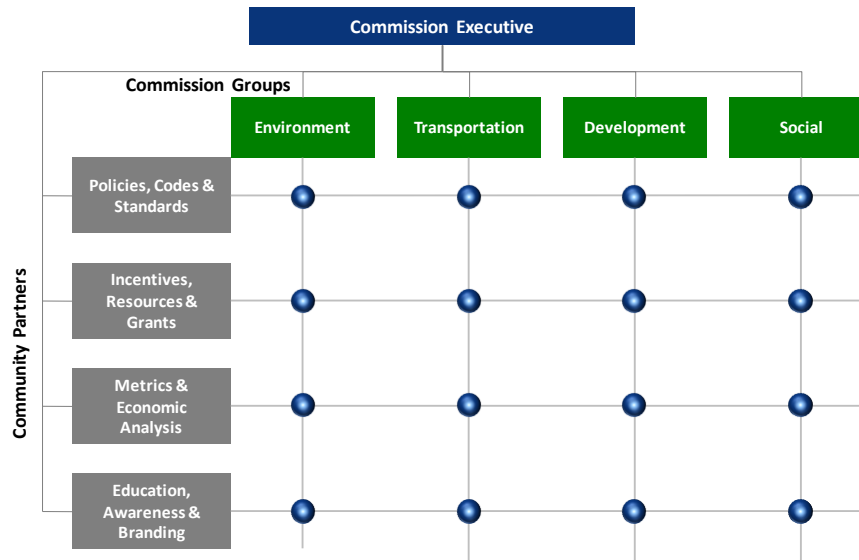 Commission Executive
Commission Groups
Environment
Transportation
Development
Social
Policies, Codes &
Standards
Incentives,
Resources &
Grants
Metrics &
Economic
Analysis
Education,
Awareness &
Branding
Community Partners